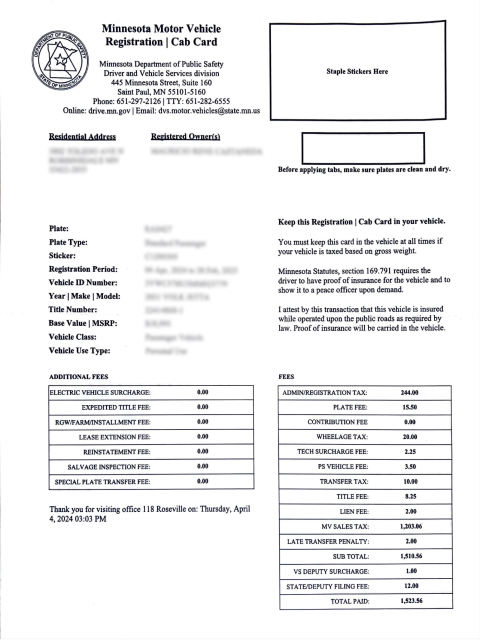 Minnesota Motor Vehicle
Registration | Cab Card
DEPARTMENT OF PUBLIC SAFETY
STATE OF MINNESOTA
Minnesota Department of Public Safety
Driver and Vehicle Services division
445 Minnesota Street, Suite 160
Saint Paul, MN 55101-5160
Phone: 651-297-2126 | TTY: 651-282-6555
Online: drive.mn.gov | Email: dvs.motor.vehicles@state.mn.us
Staple Stickers Here
Residential Address
Registered Owner(s)
Before applying tabs, make sure plates are clean and dry.
Plate:
Plate Type:
Sticker:
Registration Period:
Vehicle ID Number:
Year | Make | Model:
Title Number:
Base Value | MSRP:
Vehicle Class:
Vehicle Use Type:
Keep this Registration | Cab Card in your vehicle.
You must keep this card in the vehicle at all times if
your vehicle is taxed based on gross weight.
Minnesota Statutes, section 169.791 requires the
driver to have proof of insurance for the vehicle and to
show it to a peace officer upon demand.
I attest by this transaction that this vehicle is insured
while operated upon the public roads as required by
law. Proof of insurance will be carried in the vehicle.
ADDITIONAL FEES
ELECTRIC VEHICLE SURCHARGE: 0.00
EXPEDITED TITLE FEE: 0.00
RGW/FARM/INSTALLMENT FEE: 0.00
LEASE EXTENSION FEE: 0.00
REINSTATEMENT FEE: 0.00
SALVAGE INSPECTION FEE: 0.00
SPECIAL PLATE TRANSFER FEE: 0.00
Thank you for visiting office 118 Roseville on: Thursday, April
4, 2024 03:03 PM
FEES
ADMIN/REGISTRATION TAX: 244.00
PLATE FEE: 15.50
CONTRIBUTION FEE 0.00
WHEELAGE TAX: 20.00
TECH SURCHARGE FEE: 2.25
PS VEHICLE FEE: 3.50
TRANSFER TAX: 10.00
TITLE FEE: 8.25
LIEN FEE: 2.00
MV SALES TAX: 1,203.06
LATE TRANSFER PENALTY: 2.00
SUB TOTAL: 1,510.56
VS DEPUTY SURCHARGE: 1.00
STATE/DEPUTY FILING FEE: 12.00
TOTAL PAID: 1,523.56